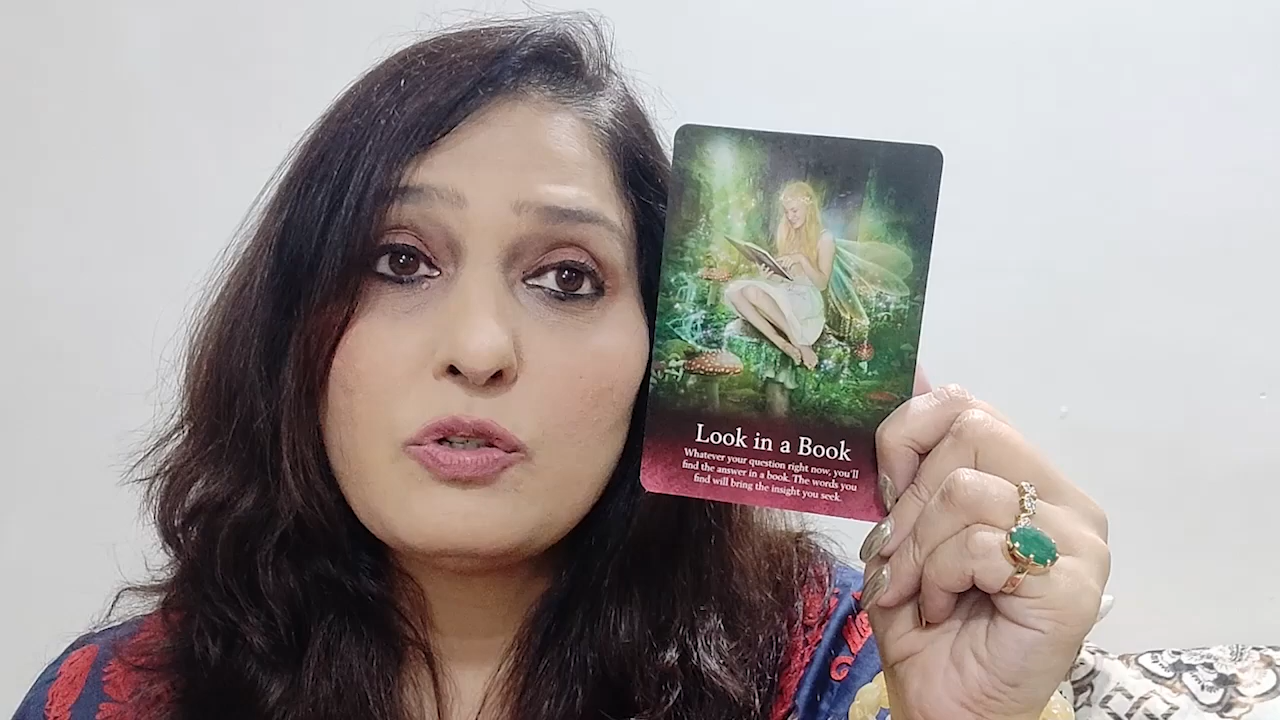 Look in a Book
Whatever your question right now, you'll
find the answer in a book. The words you
find will bring the insight you seek.